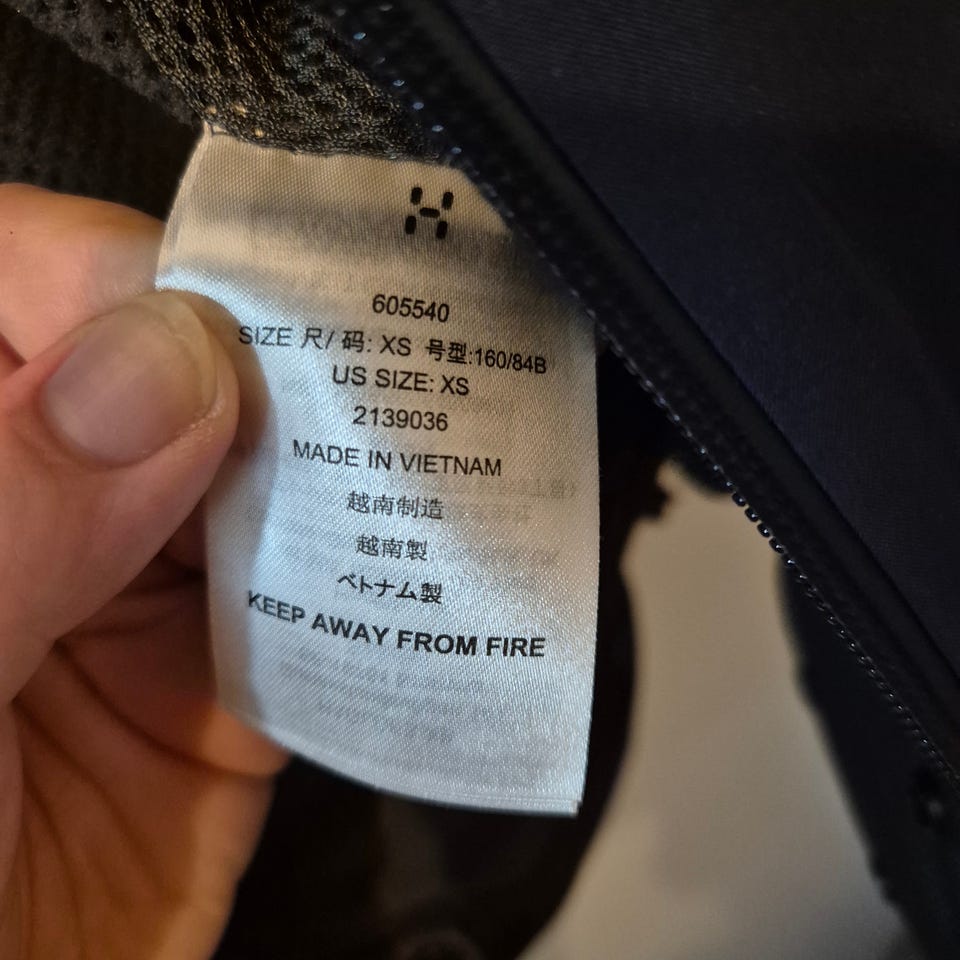 605540
SIZE 尺/ 码: XS 号型:160/84B
US SIZE: XS
2139036
MADE IN VIETNAM
越南制造
越南製
ベトナム製
KEEP AWAY FROM FIRE